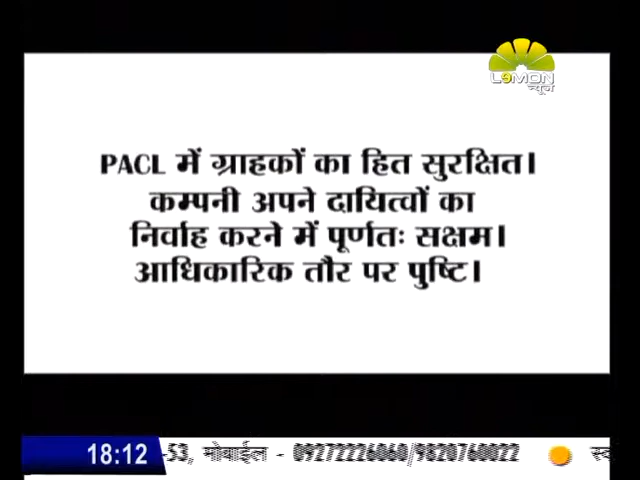 LEMON
न्यूज़
PACL में ग्राहकों का हित सुरक्षित।
कम्पनी अपने दायित्वों का
निर्वाह करने में पूर्णतः सक्षम।
आधिकारिक तौर पर पुष्टि।
18:12 -53, मोबाईल - 09272226060/9820760022